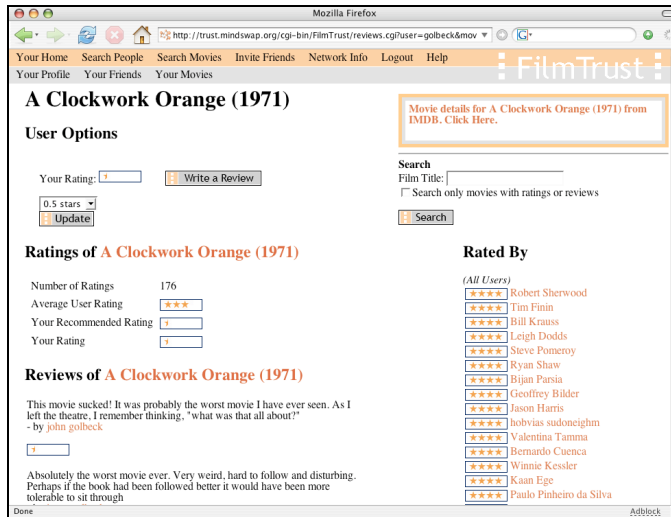 Mozilla Firefox
http://trust.mindswap.org/cgi-bin/FilmTrust/reviews.cgi?user=golbeck&mov
G
Your Home Search People Search Movies Invite Friends Network Info Logout Help
Your Profile Your Friends Your Movies
FilmTrust
A Clockwork Orange (1971)
User Options
Your Rating:
Write a Review
0.5 stars
Update
Movie details for A Clockwork Orange (1971) from
IMDB. Click Here.
Search
Film Title:
Search only movies with ratings or reviews
Search
Ratings of A Clockwork Orange (1971)
Number of Ratings 176
Average User Rating
Your Recommended Rating
Your Rating
Reviews of A Clockwork Orange (1971)
This movie sucked! It was probably the worst movie I have ever seen. As I
left the theatre, I remember thinking, "what was that all about?"
- by john golbeck
Absolutely the worst movie ever. Very weird, hard to follow and disturbing.
Perhaps if the book had been followed better it would have been more
tolerable to sit through
Rated By
(All Users)
Robert Sherwood
Tim Finin
Bill Krauss
Leigh Dodds
Steve Pomeroy
Ryan Shaw
Bijan Parsia
Geoffrey Bilder
Jason Harris
hobvias sudoneighm
Valentina Tamma
Bernardo Cuenca
Winnie Kessler
Kaan Ege
Paulo Pinheiro da Silva
Done
Adblock